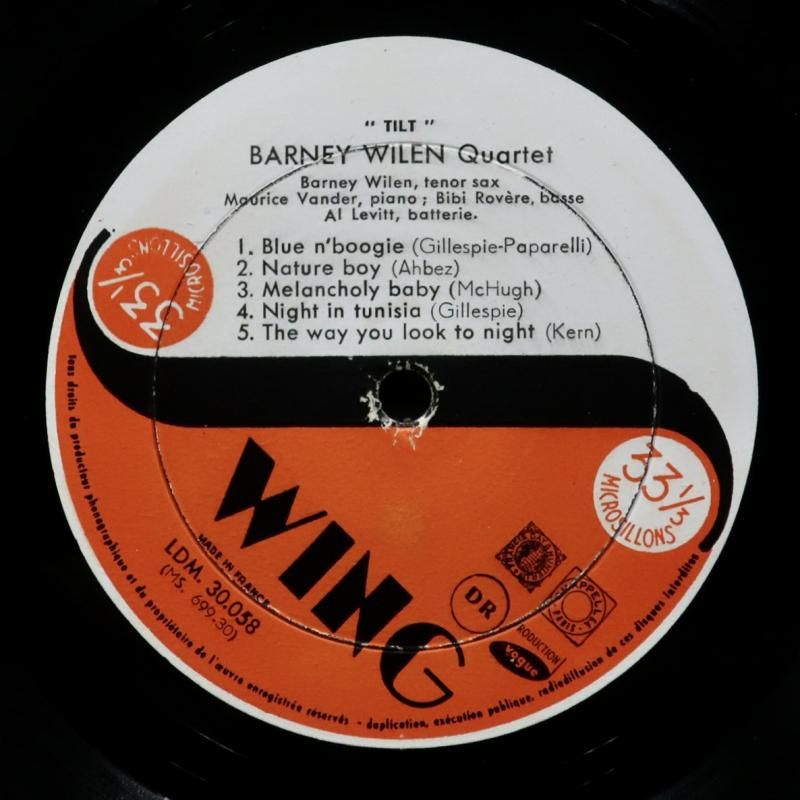 " TILT "
BARNEY WILEN Quartet
Barney Wilen, tenor sax
Maurice Vander, piano ; Bibi Rovère, basse
Al Levitt, batterie.
1. Blue n'boogie (Gillespie-Paparelli)
2. Nature boy (Ahbez)
3. Melancholy baby (McHugh)
4. Night in tunisia (Gillespie)
5. The way you look to night (Kern)
33 1/3
MICROSILLONS
33 1/3
MICROSILLONS
WING
MADE IN FRANCE
LDM. 30.058
(MS. 699-30)
DR
CHAPPELL
PARIS
PRODUCTION
vogue
tous droits du producteur phonographique et du propriétaire de l'œuvre enregistrée réservés - duplication, exécution publique, radiodiffusion de ces disques interdites